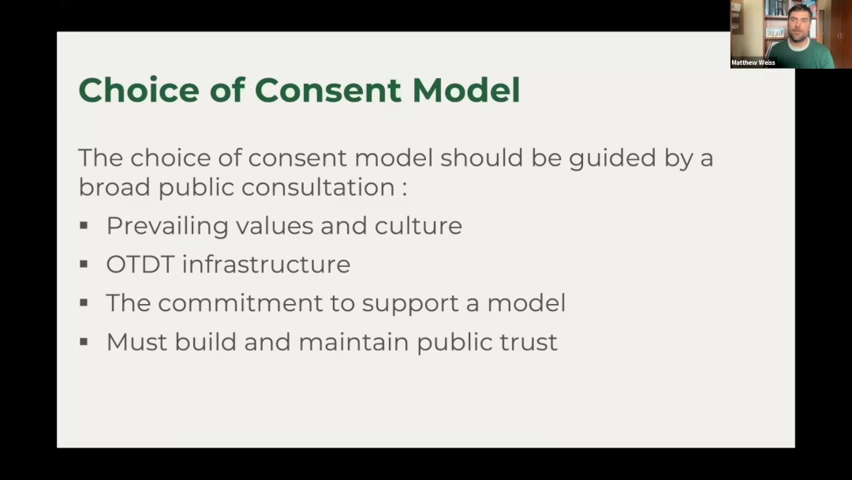 Matthew Weiss
Choice of Consent Model
The choice of consent model should be guided by a
broad public consultation :
▪ Prevailing values and culture
▪ OTDT infrastructure
▪ The commitment to support a model
▪ Must build and maintain public trust